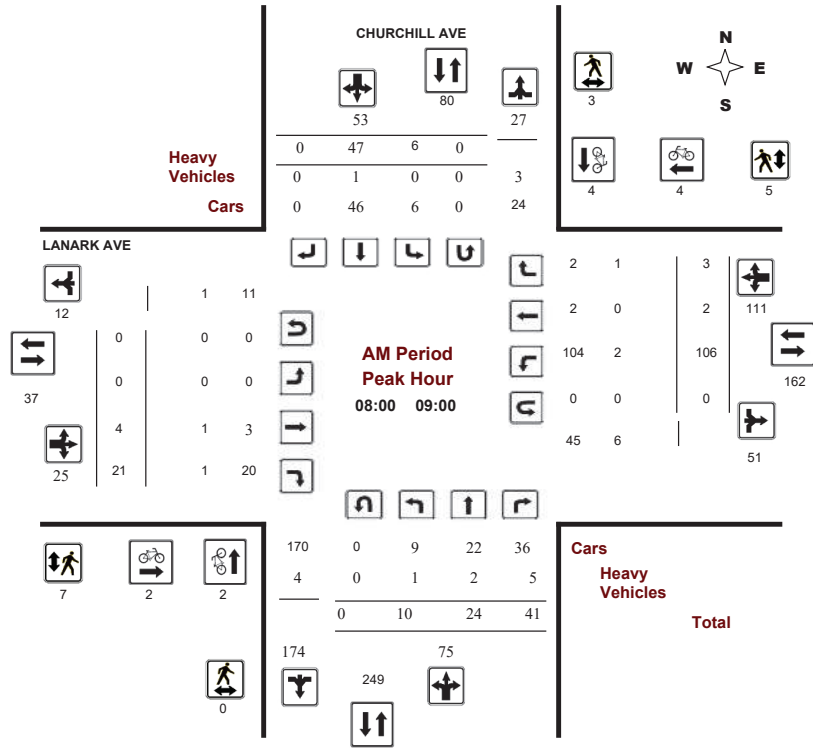 CHURCHILL AVE
N
W E
S
80
3
53 27
0 47 6 0
Heavy
Vehicles
0 1 0 0 3
Cars 0 46 6 0 24
4 4 5
LANARK AVE
12
1 11
2 1 3
111
37
0 0 0
2 0 2
162
AM Period
Peak Hour
08:00 09:00
0 0 0
104 2 106
0 0 0
25
4 1 3
45 6
51
21 1 20
170 0 9 22 36
Cars
4 0 1 2 5
Heavy
Vehicles
7 2 2
0 10 24 41
Total
174 249 75
0